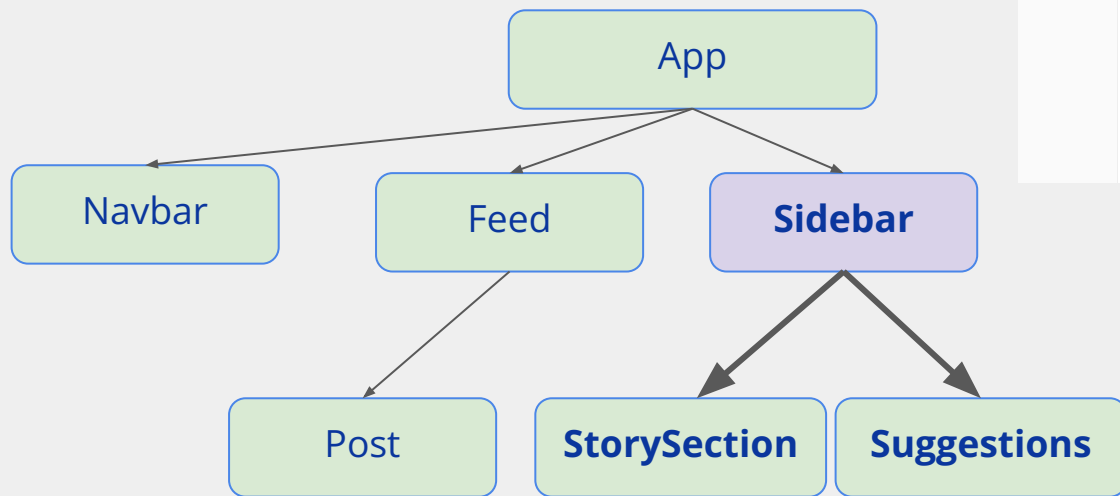 App
Navbar
Feed
Sidebar
Post
StorySection
Suggestions